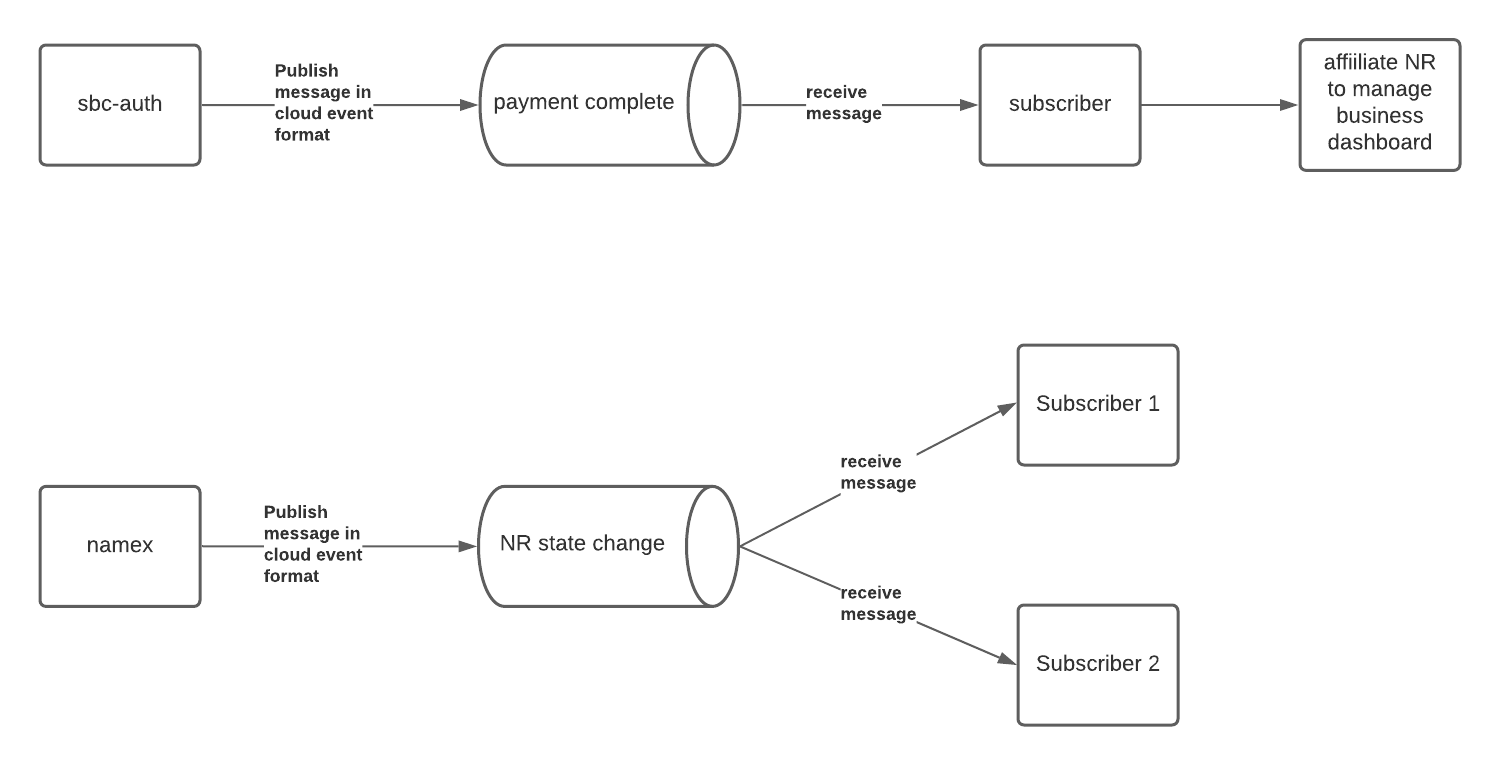 sbc-auth
Publish
message in
cloud event
format
payment complete
receive
message
subscriber
affiiliate NR
to manage
business
dashboard
namex
Publish
message in
cloud event
format
NR state change
receive
message
Subscriber 1
receive
message
Subscriber 2